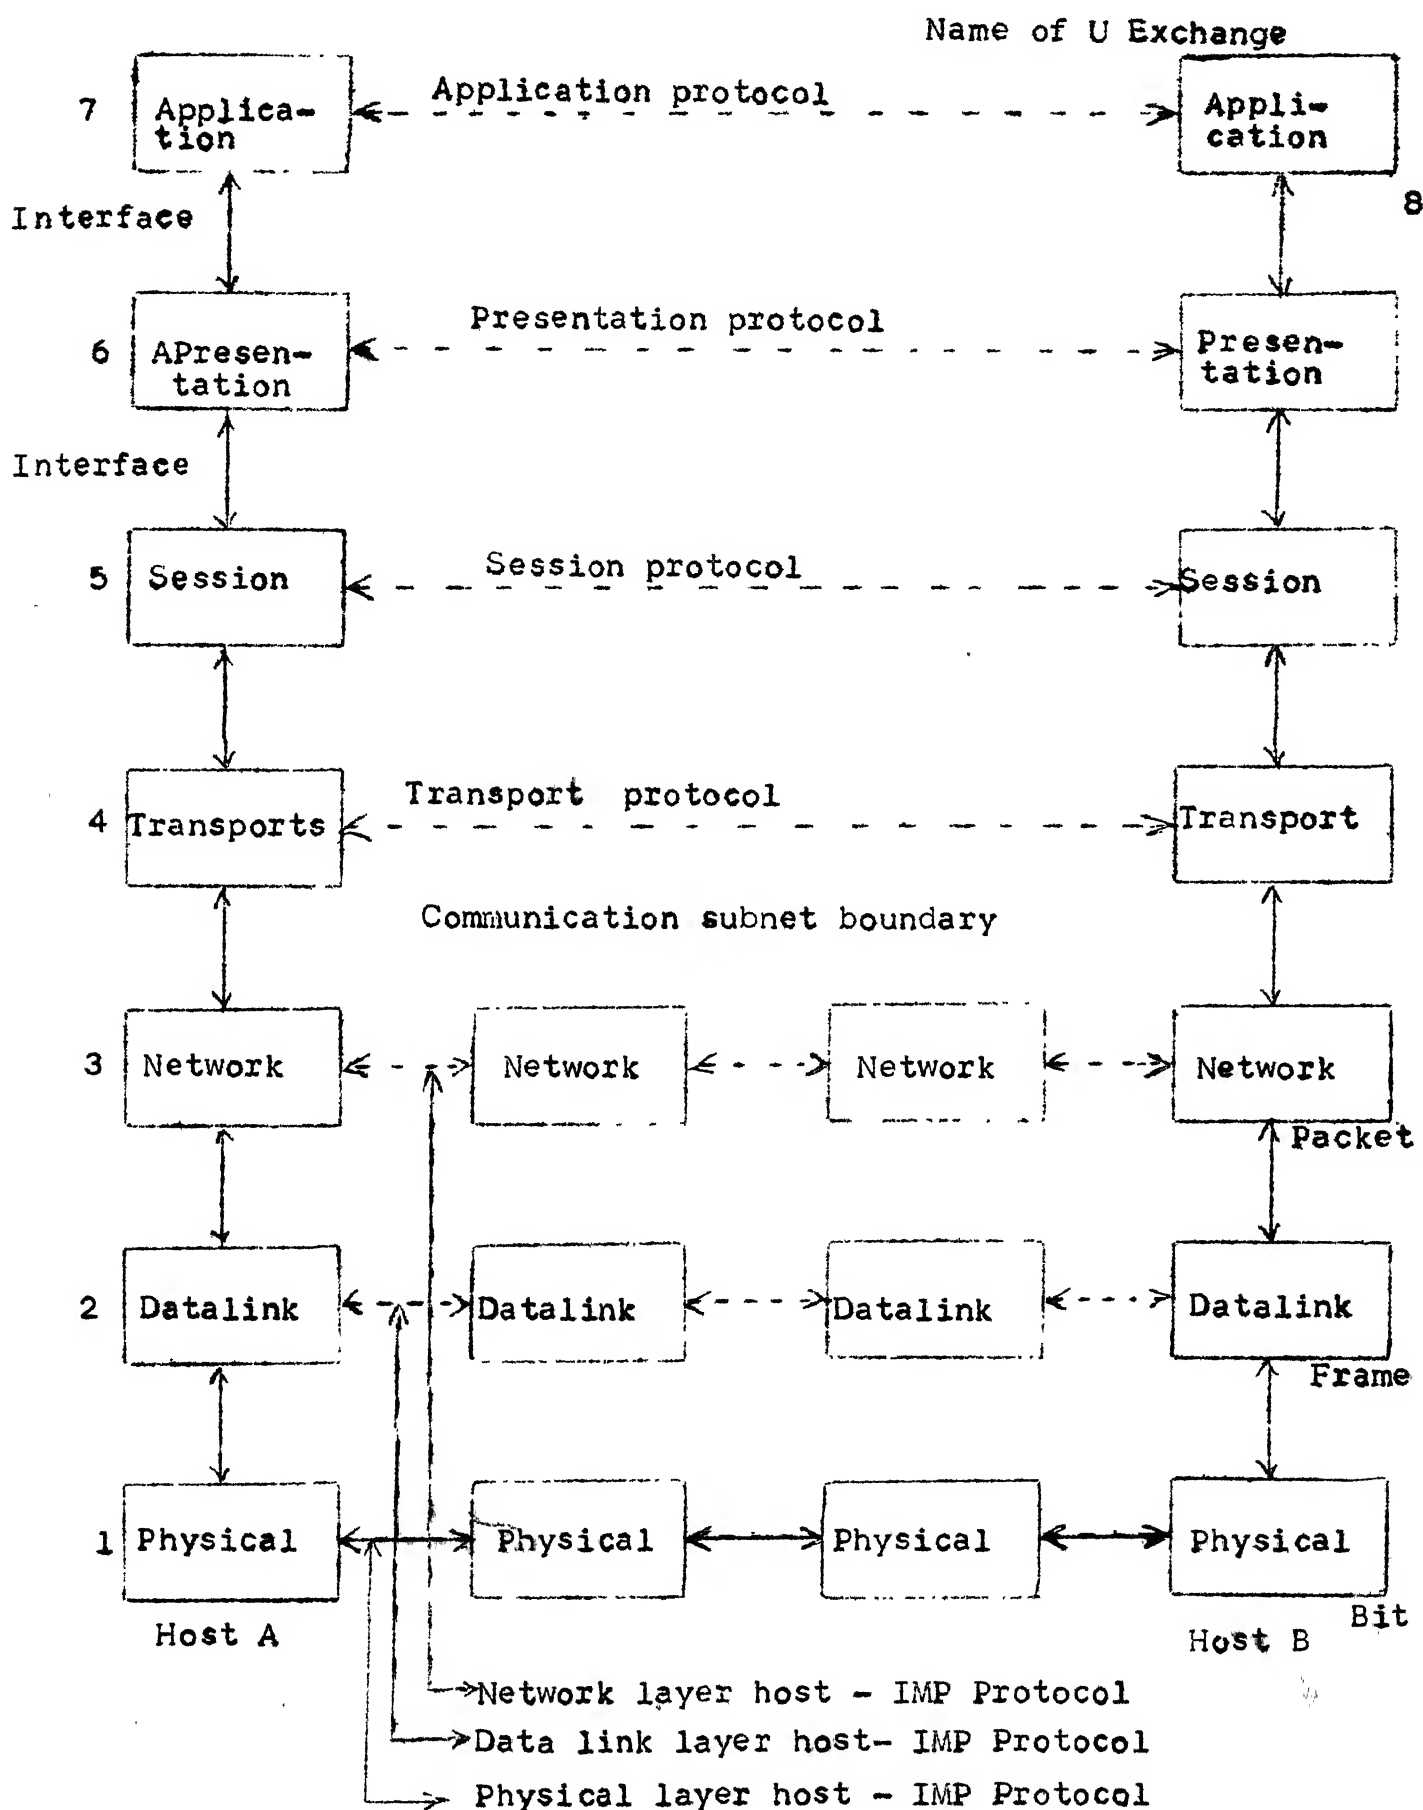 Name of U Exchange
7 Applica- Application protocol Appli-
tion cation
Interface 8
Presentation protocol
6 APresen- Presen-
tation tation
Interface
5 Session Session protocol Session
Transport protocol
4 Transports Transport
Communication subnet boundary
3 Network Network Network Network
Packet
2 Datalink Datalink Datalink Datalink
Frame
1 Physical Physical Physical Physical
Bit
Host A Host B
Network layer host - IMP Protocol
Data link layer host- IMP Protocol
Physical layer host - IMP Protocol